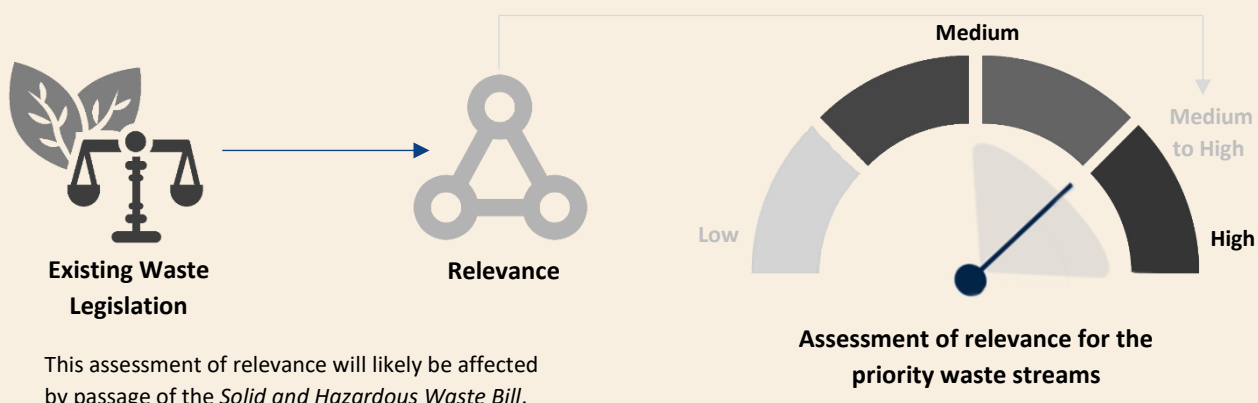 Medium
Medium
to High
Low
High
Existing Waste
Legislation
Relevance
Assessment of relevance for the
priority waste streams
This assessment of relevance will likely be affected
by passage of the Solid and Hazardous Waste Bill.